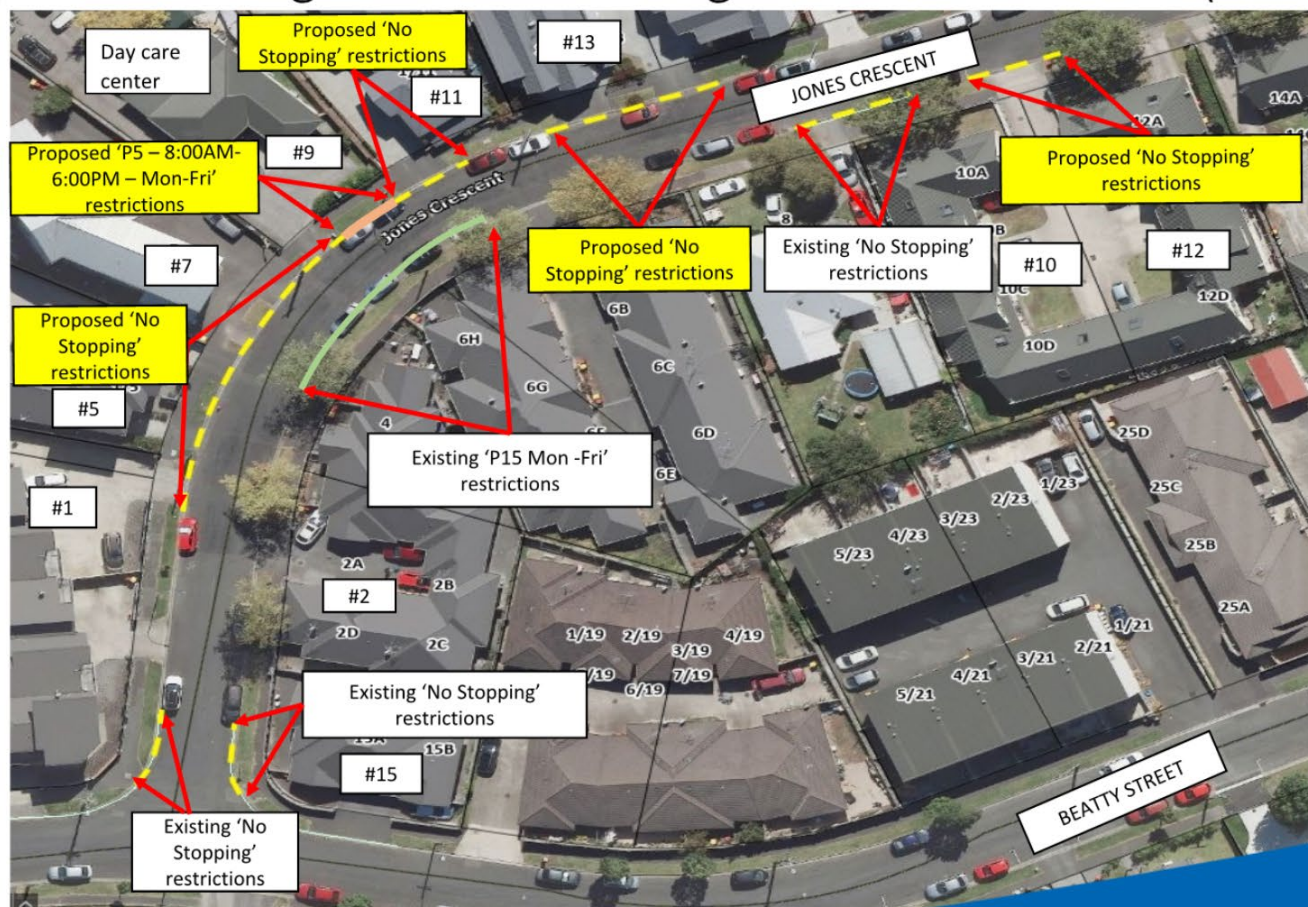 Day care
center
Proposed ‘No
Stopping’ restrictions
#13
#11
JONES CRESCENT
14A
12A
#9
Proposed ‘P5 – 8:00AM-
6:00PM – Mon-Fri’
restrictions
Jones Crescent
10A
Proposed ‘No Stopping’
restrictions
8
#7
Proposed ‘No
Stopping’ restrictions
Existing ‘No Stopping’
restrictions
#10
10C
#12
12D
Proposed ‘No
Stopping’
restrictions
#5
6H
6B
6C
6G
10D
4
6D
6E
Existing ‘P15 Mon -Fri’
restrictions
25D
25C
25B
25A
#1
1/23
2/23
3/23
4/23
5/23
2A
2B
#2
2D
2C
1/19
2/19
3/19
4/19
6/19
7/19
1/21
2/21
3/21
4/21
5/21
Existing ‘No Stopping’
restrictions
15B
#15
BEATTY STREET
Existing ‘No
Stopping’
restrictions